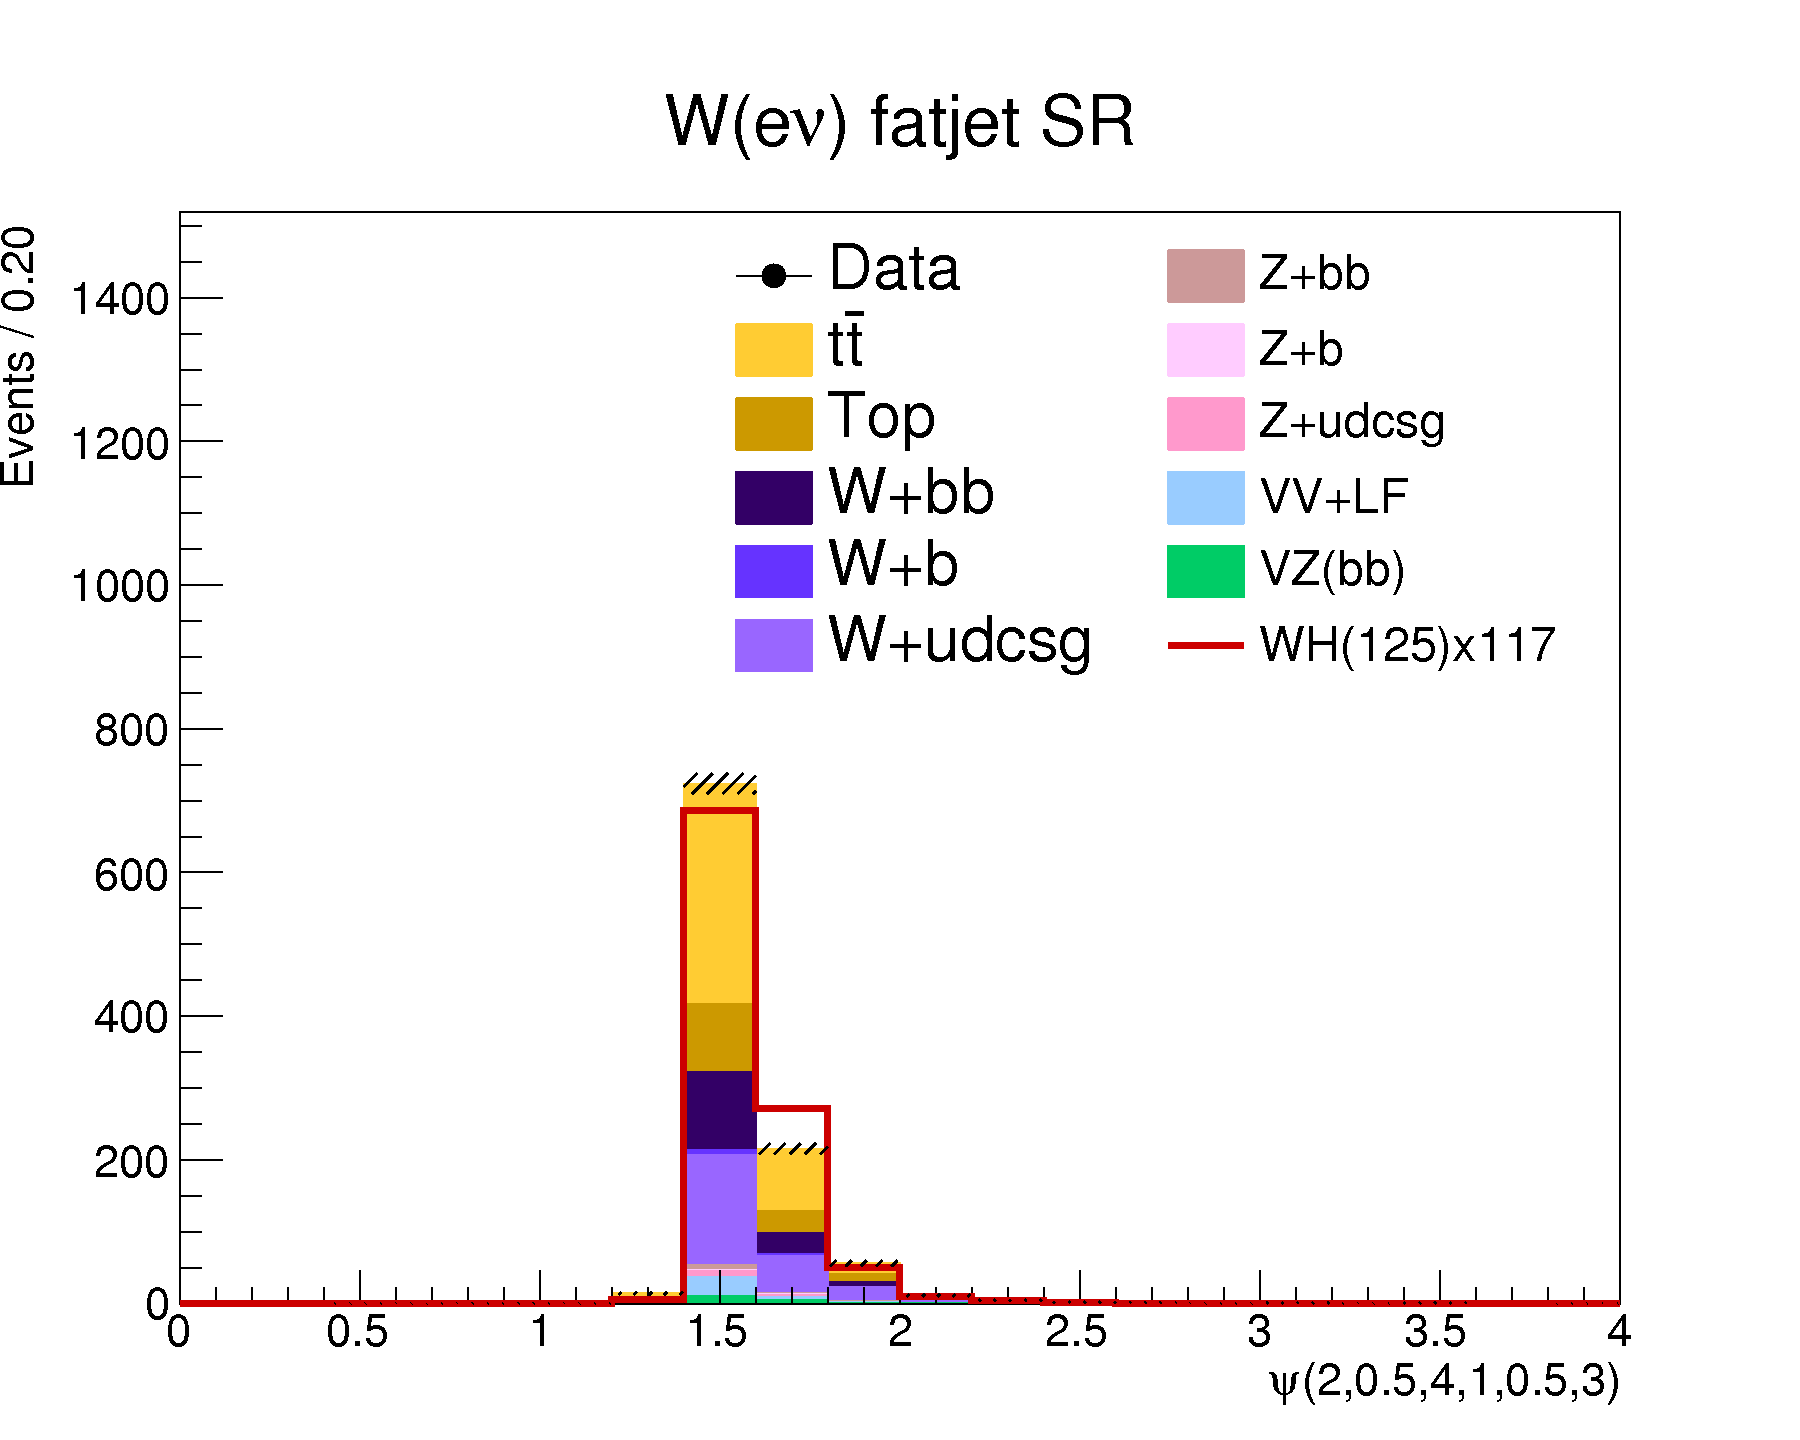 W(eν) fatjet SR
Events / 0.20
Data
tt̄
Top
W+bb
W+b
W+udcsg
Z+bb
Z+b
Z+udcsg
VV+LF
VZ(bb)
WH(125)x117
1400
1200
1000
800
600
400
200
0
0 0.5 1 1.5 2 2.5 3 3.5 4
ψ(2,0.5,4,1,0.5,3)